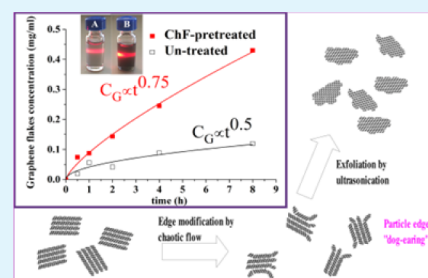 A
B
ChF-pretreated
Un-treated
Graphene flakes concentration (mg/ml)
0.5
0.4
0.3
0.2
0.1
0.0
C_G∝t^0.75
C_G∝t^0.5
0
2
4
6
8
time (h)
Edge modification by
chaotic flow
Exfoliation by
ultrasonication
Particle edge
"dog-earing"